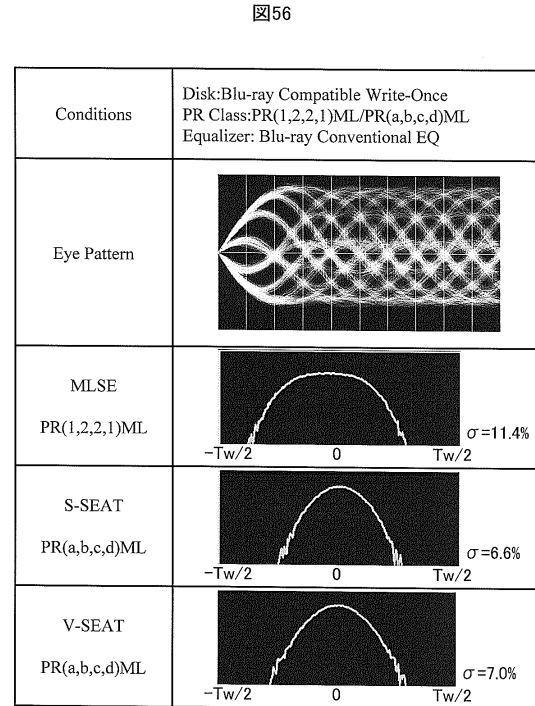 図56
Conditions
Disk:Blu-ray Compatible Write-Once
PR Class:PR(1,2,2,1)ML/PR(a,b,c,d)ML
Equalizer: Blu-ray Conventional EQ
Eye Pattern
MLSE
PR(1,2,2,1)ML
σ=11.4%
-Tw/2 0 Tw/2
S-SEAT
PR(a,b,c,d)ML
σ=6.6%
-Tw/2 0 Tw/2
V-SEAT
PR(a,b,c,d)ML
σ=7.0%
-Tw/2 0 Tw/2